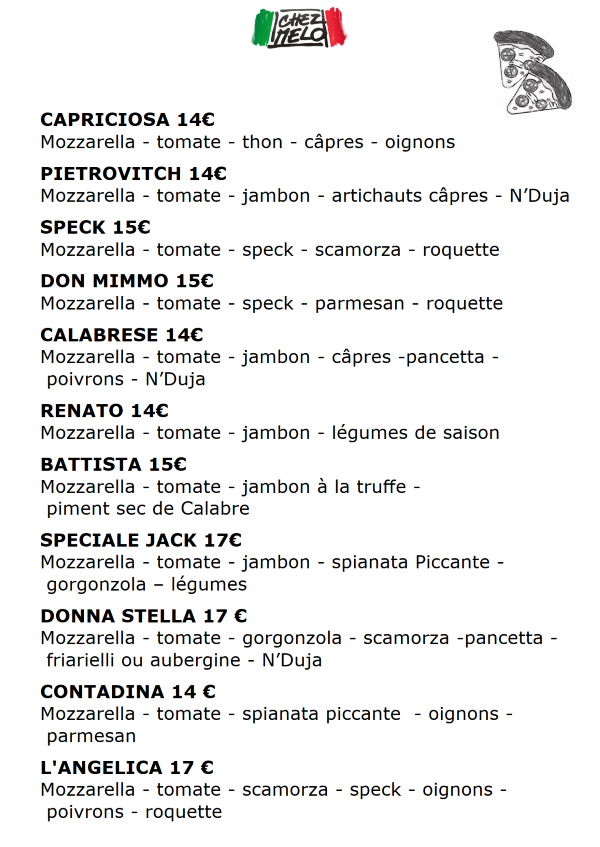 CHEZ
MELO
CAPRICIOSA 14€
Mozzarella - tomate - thon - câpres - oignons
PIETROVITCH 14€
Mozzarella - tomate - jambon - artichauts câpres - N’Duja
SPECK 15€
Mozzarella - tomate - speck - scamorza - roquette
DON MIMMO 15€
Mozzarella - tomate - speck - parmesan - roquette
CALABRESE 14€
Mozzarella - tomate - jambon - câpres -pancetta -
poivrons - N’Duja
RENATO 14€
Mozzarella - tomate - jambon - légumes de saison
BATTISTA 15€
Mozzarella - tomate - jambon à la truffe -
piment sec de Calabre
SPECIALE JACK 17€
Mozzarella - tomate - jambon - spianata Piccante -
gorgonzola – légumes
DONNA STELLA 17 €
Mozzarella - tomate - gorgonzola - scamorza -pancetta -
friarielli ou aubergine - N’Duja
CONTADINA 14 €
Mozzarella - tomate - spianata piccante  - oignons -
parmesan
L'ANGELICA 17 €
Mozzarella - tomate - scamorza - speck - oignons -
poivrons - roquette